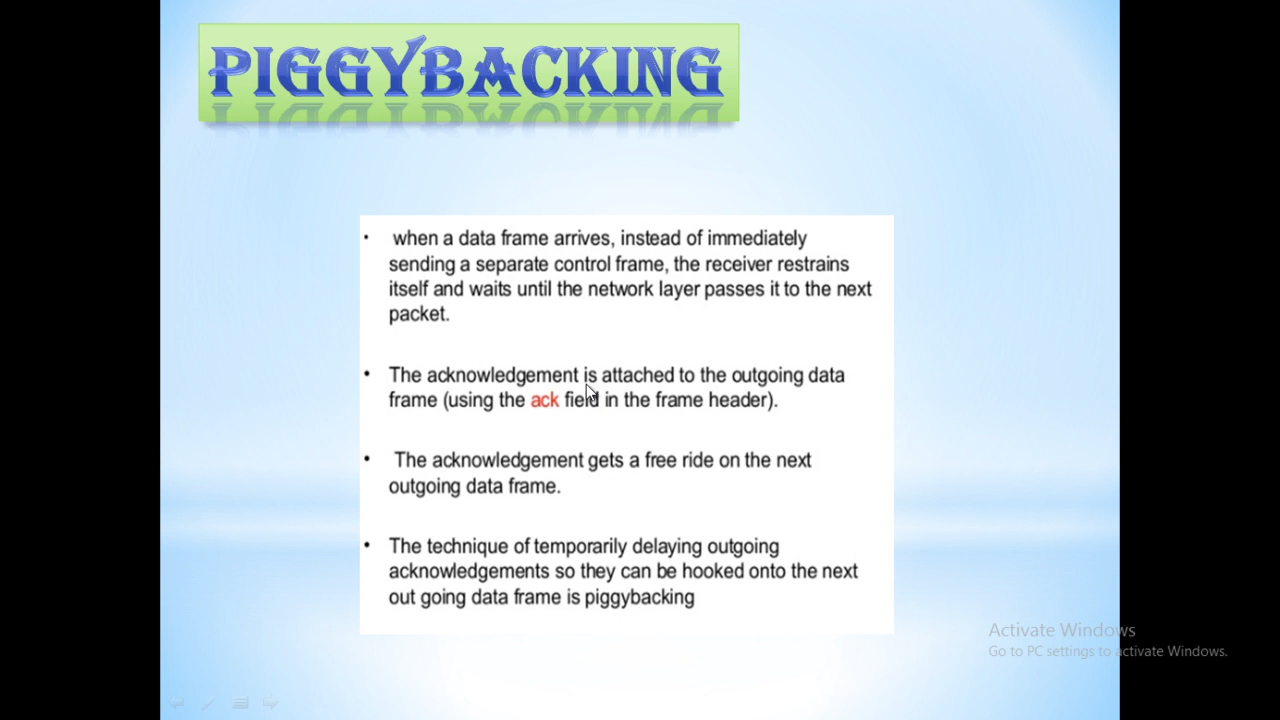 PIGGYBACKING
• when a data frame arrives, instead of immediately
sending a separate control frame, the receiver restrains
itself and waits until the network layer passes it to the next
packet.
• The acknowledgement is attached to the outgoing data
frame (using the ack field in the frame header).
• The acknowledgement gets a free ride on the next
outgoing data frame.
• The technique of temporarily delaying outgoing
acknowledgements so they can be hooked onto the next
out going data frame is piggybacking
Activate Windows
Go to PC settings to activate Windows.